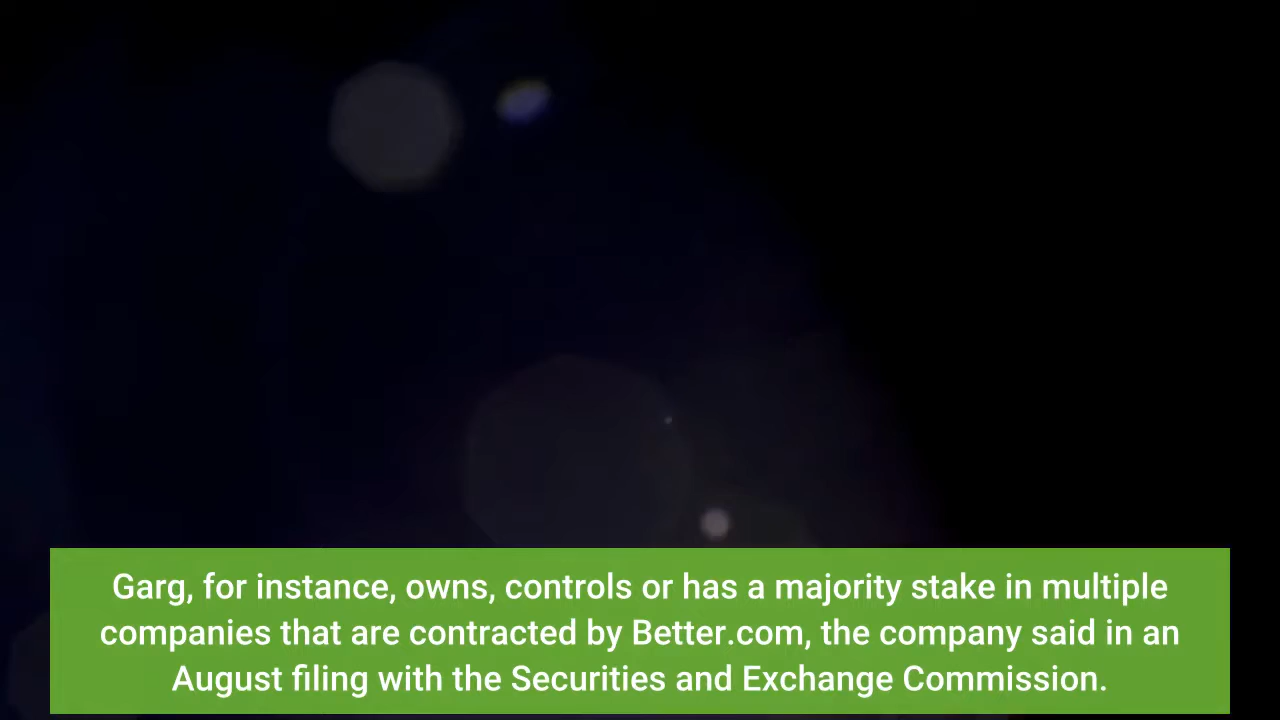 Garg, for instance, owns, controls or has a majority stake in multiple
companies that are contracted by Better.com, the company said in an
August filing with the Securities and Exchange Commission.